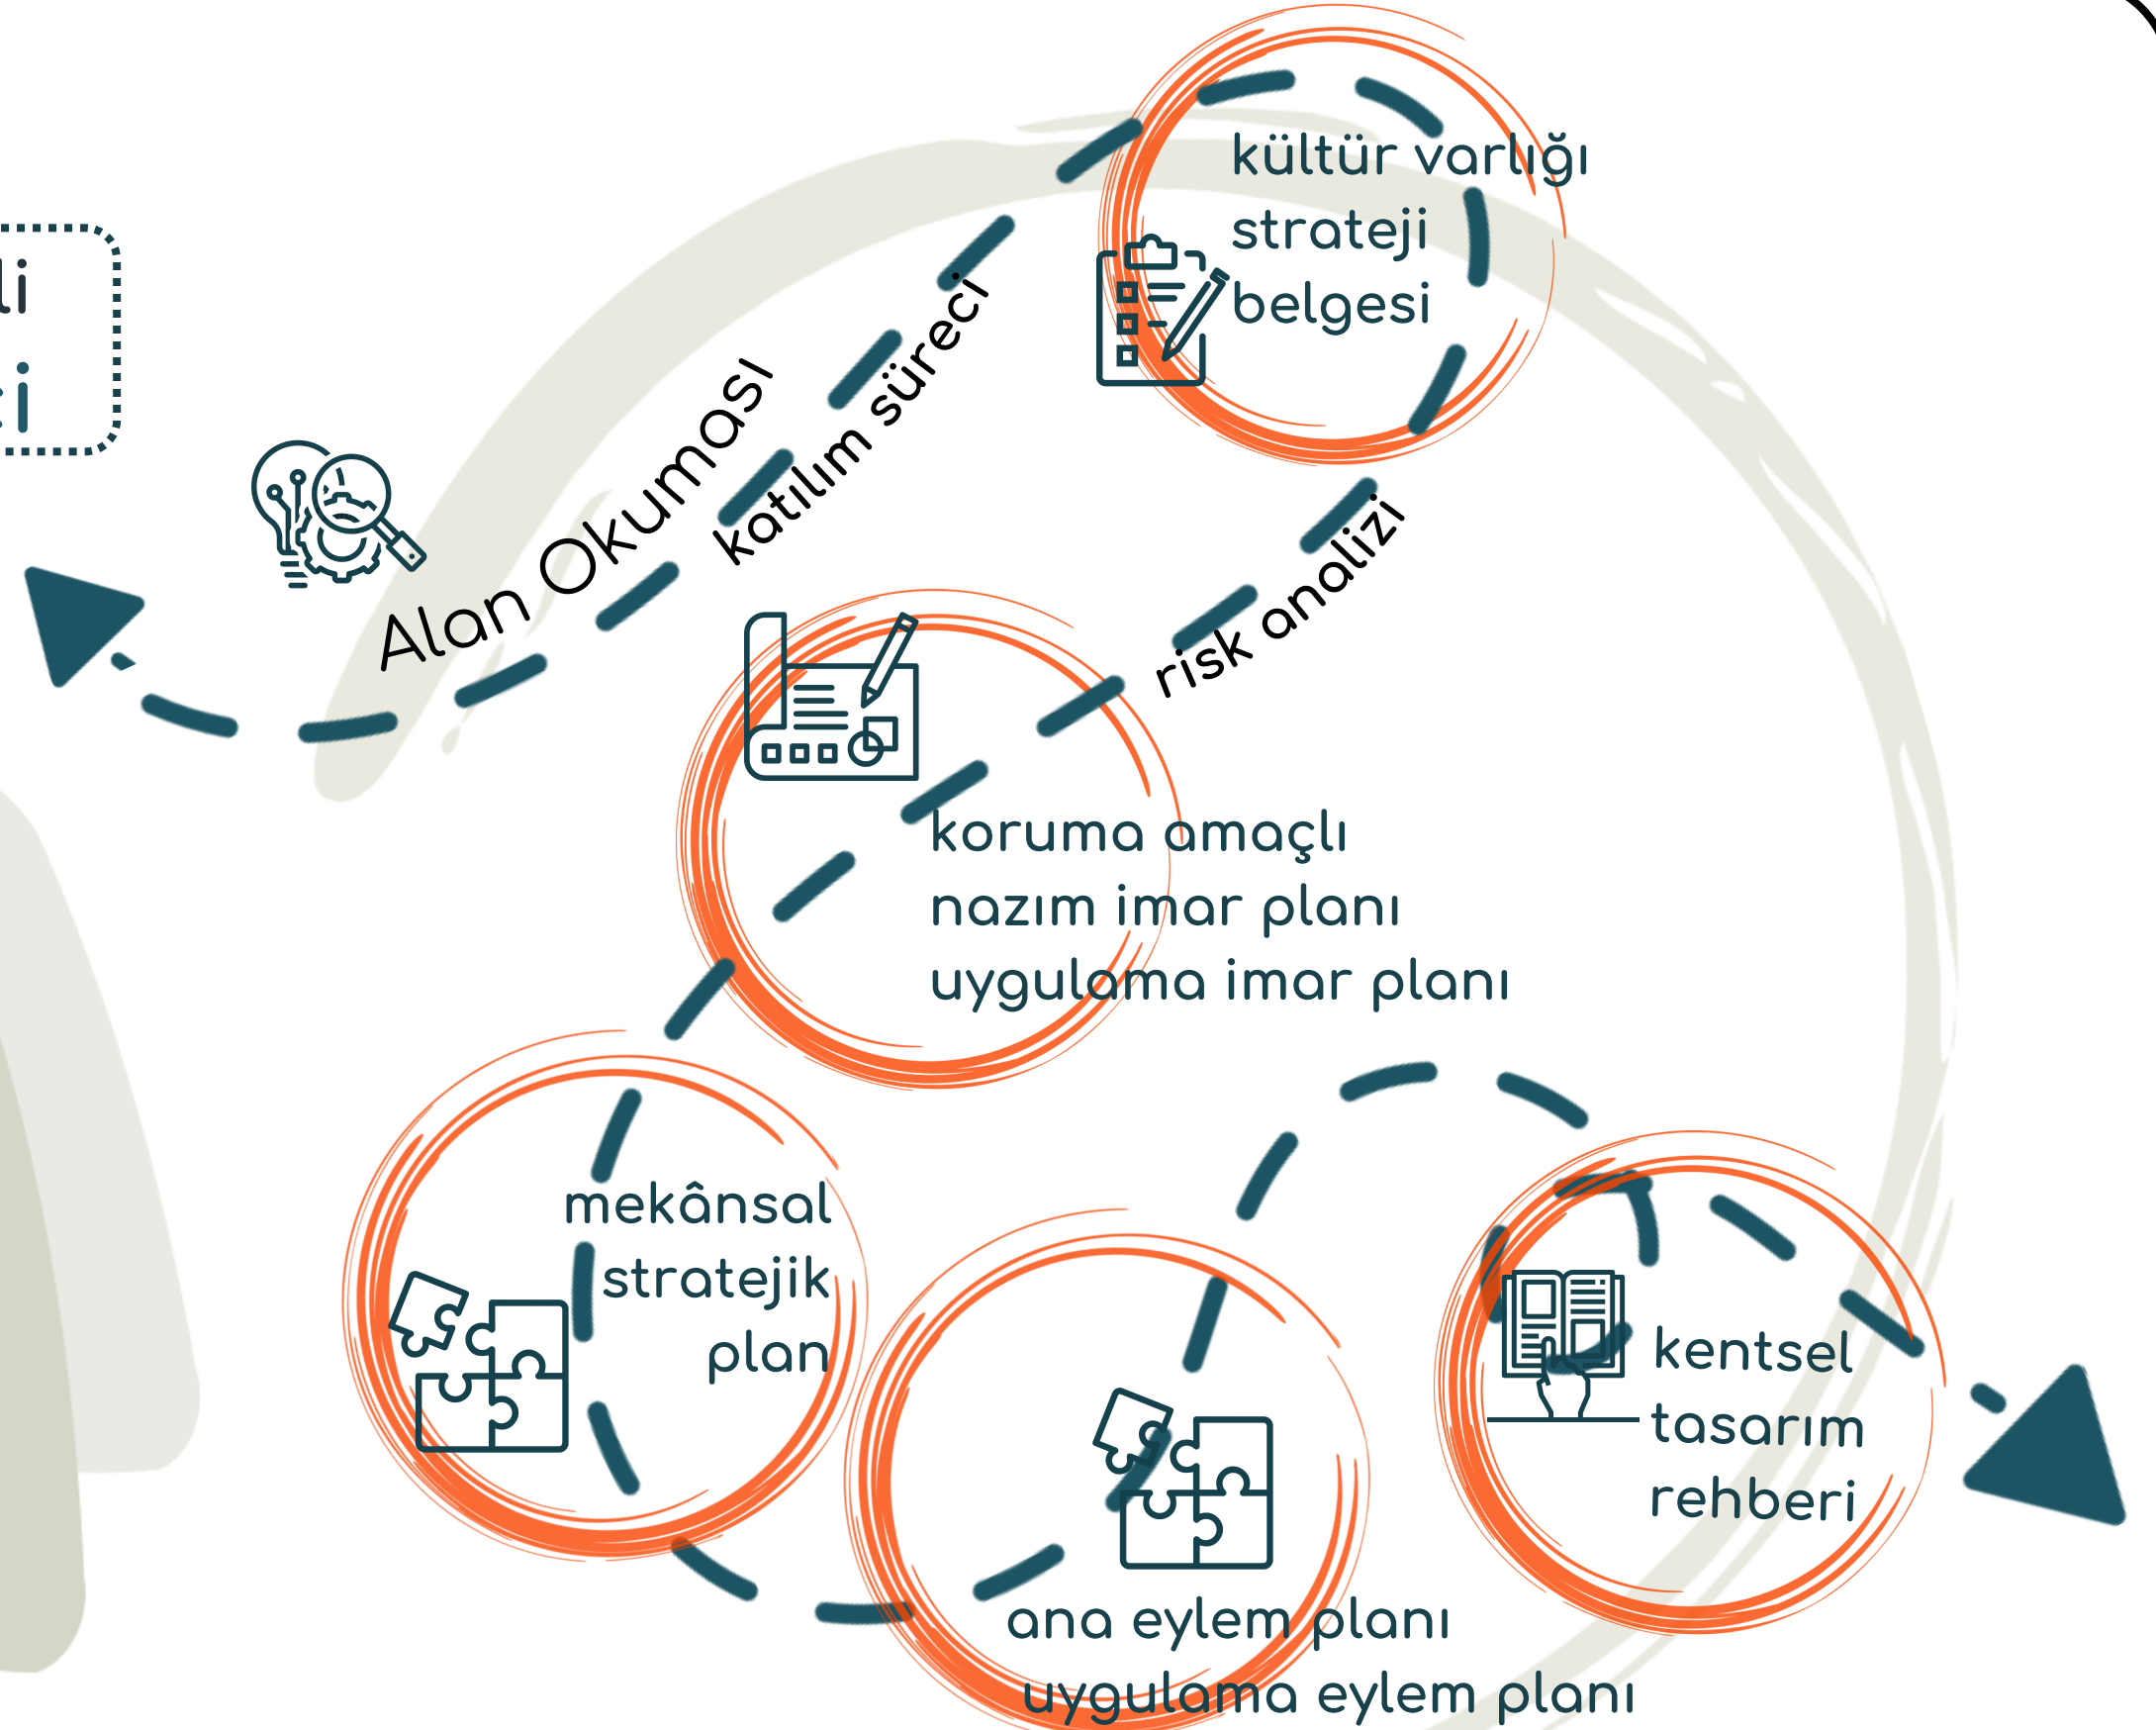 kültür varlığı
strateji
belgesi
Alan Okuması
katılım süreci
risk analizi
koruma amaçlı
nazım imar planı
uygulama imar planı
mekânsal
stratejik
plan
kentsel
tasarım
rehberi
ana eylem planı
uygulama eylem planı